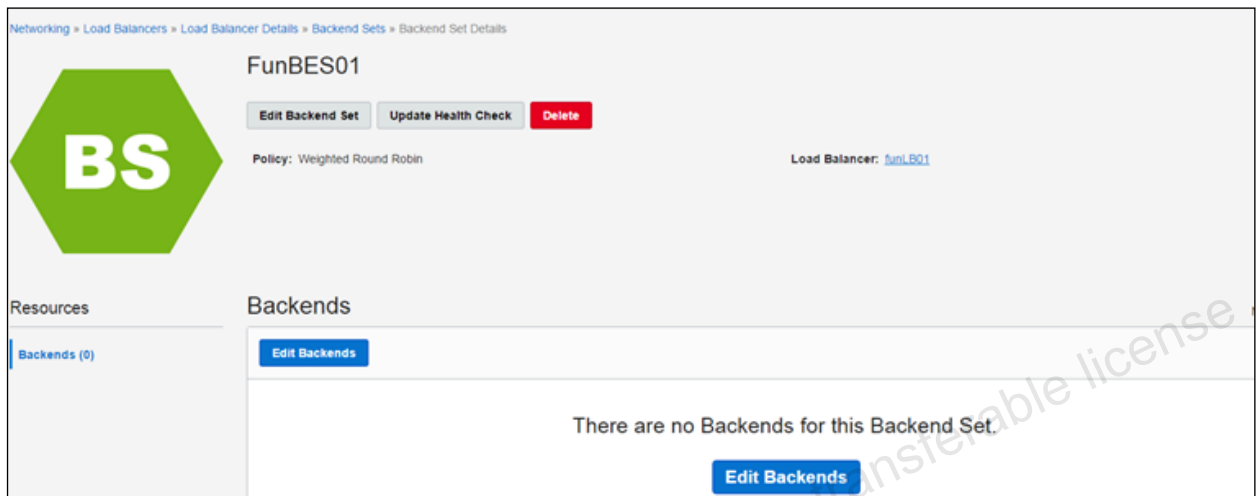 Networking » Load Balancers » Load Balancer Details » Backend Sets » Backend Set Details
FunBES01
Edit Backend Set Update Health Check Delete
BS
Policy: Weighted Round Robin Load Balancer: funLB01
Resources
Backends
Backends (0)
Edit Backends
There are no Backends for this Backend Set.
Edit Backends
ansferable license